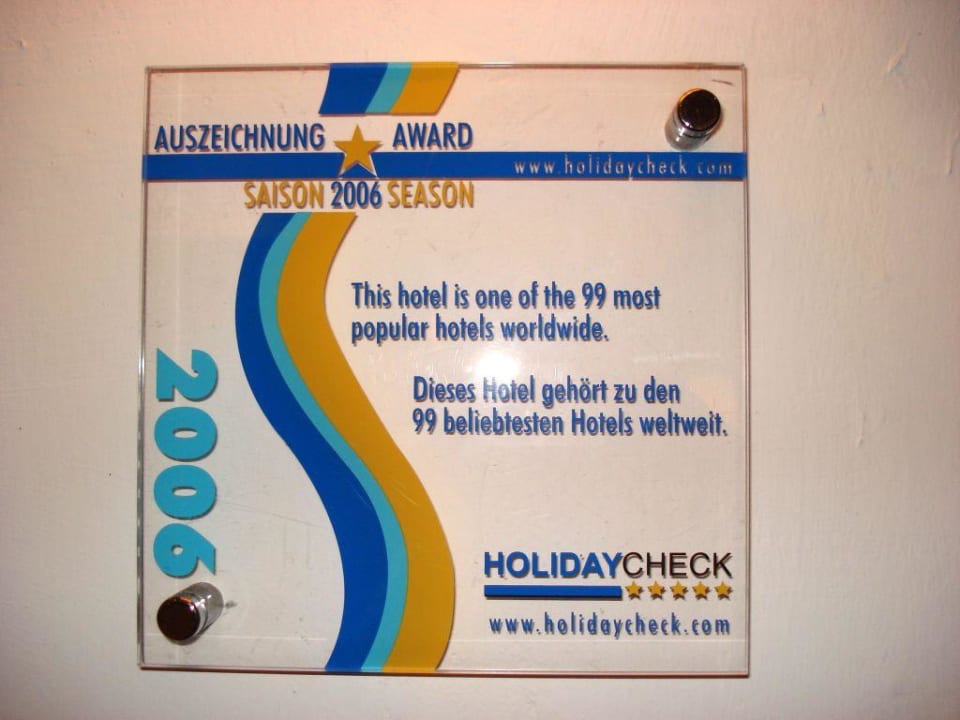 AUSZEICHNUNG AWARD
www.holidaycheck.com
SAISON 2006 SEASON
This hotel is one of the 99 most
popular hotels worldwide.
Dieses Hotel gehört zu den
99 beliebtesten Hotels weltweit.
2006
HOLIDAYCHECK
www.holidaycheck.com